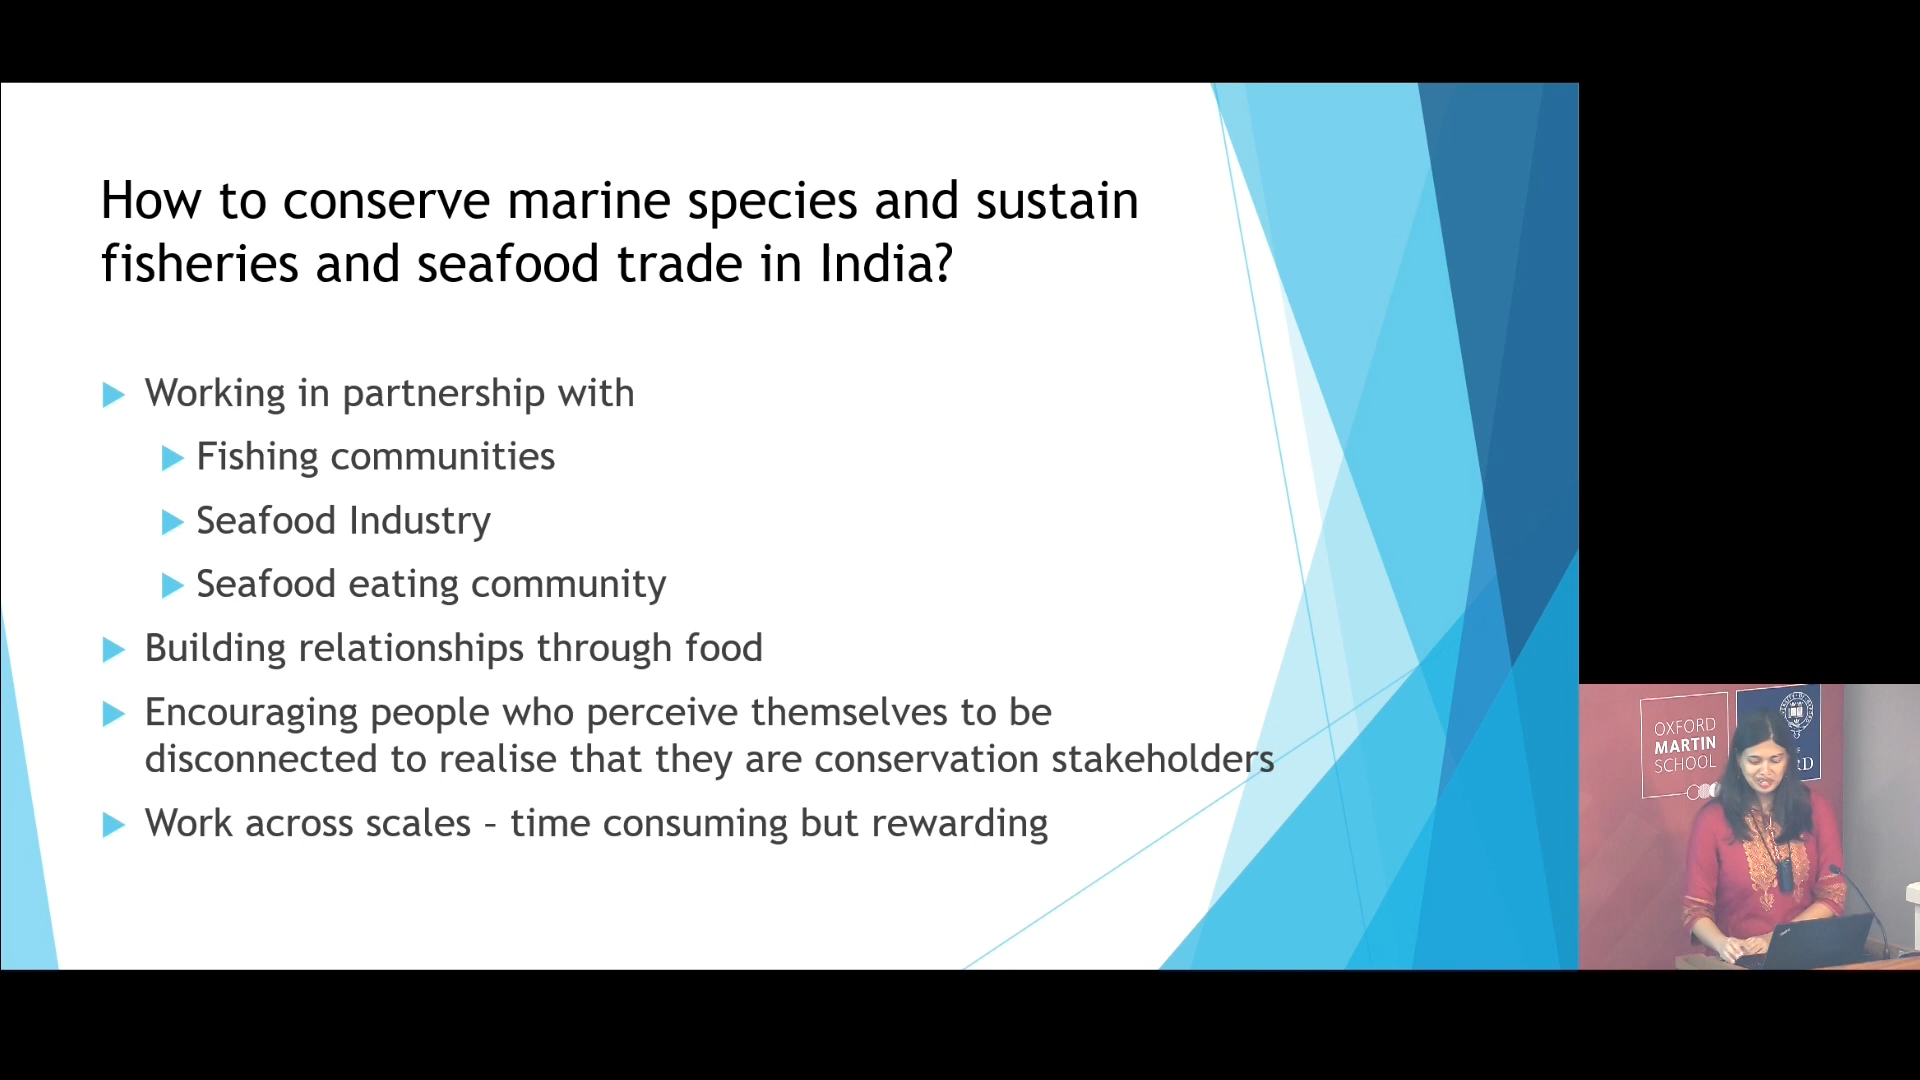 How to conserve marine species and sustain
fisheries and seafood trade in India?
Working in partnership with
Fishing communities
Seafood Industry
Seafood eating community
Building relationships through food
Encouraging people who perceive themselves to be
disconnected to realise that they are conservation stakeholders
Work across scales – time consuming but rewarding
OXFORD
MARTIN
SCHOOL